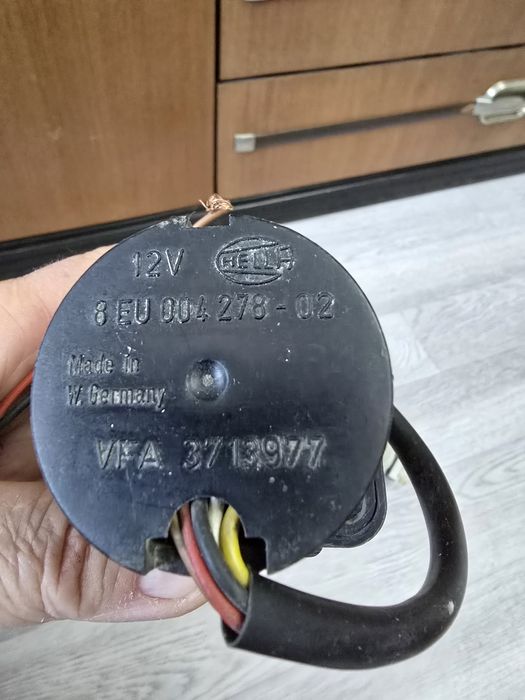 12V HELLA
8 EU 004 278 - 02
Made in
W. Germany
VFA 3713977